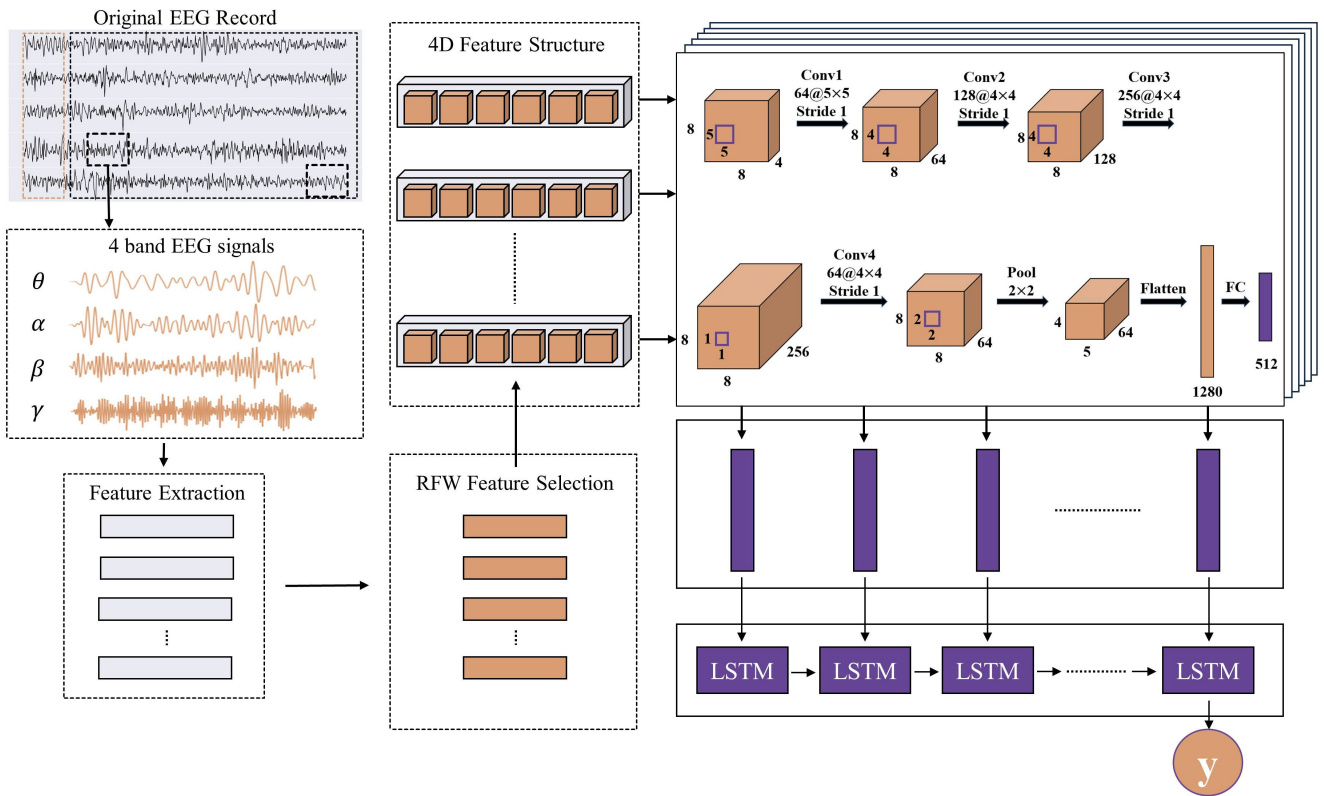 Original EEG Record
4 band EEG signals
θ
α
β
γ
Feature Extraction
RFW Feature Selection
4D Feature Structure
8
5
5
8
4
Conv1
64@5×5
Stride 1
8
4
4
8
64
Conv2
128@4×4
Stride 1
8
4
4
8
128
Conv3
256@4×4
Stride 1
8
1
1
8
256
Conv4
64@4×4
Stride 1
8
2
2
8
64
Pool
2×2
4
5
64
Flatten
1280
FC
512
LSTM
LSTM
LSTM
LSTM
y